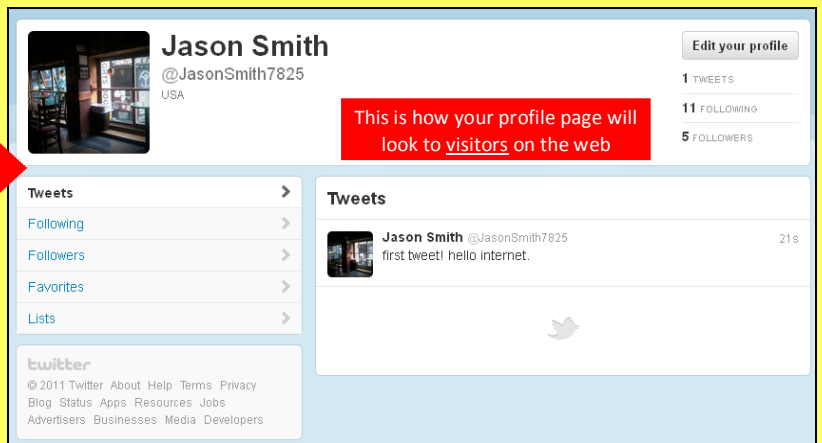 Jason Smith
@JasonSmith7825
USA
Edit your profile
1 TWEETS
11 FOLLOWING
5 FOLLOWERS
This is how your profile page will
look to visitors on the web
Tweets
Following
Followers
Favorites
Lists
twitter
© 2011 Twitter About Help Terms Privacy
Blog Status Apps Resources Jobs
Advertisers Businesses Media Developers
Tweets
Jason Smith @JasonSmith7825 21s
first tweet! hello internet.